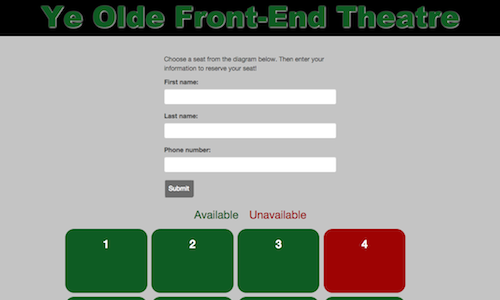 Ye Olde Front-End Theatre
Choose a seat from the diagram below. Then enter your
information to reserve your seat!
First name:
Last name:
Phone number:
Submit
Available Unavailable
1 2 3 4